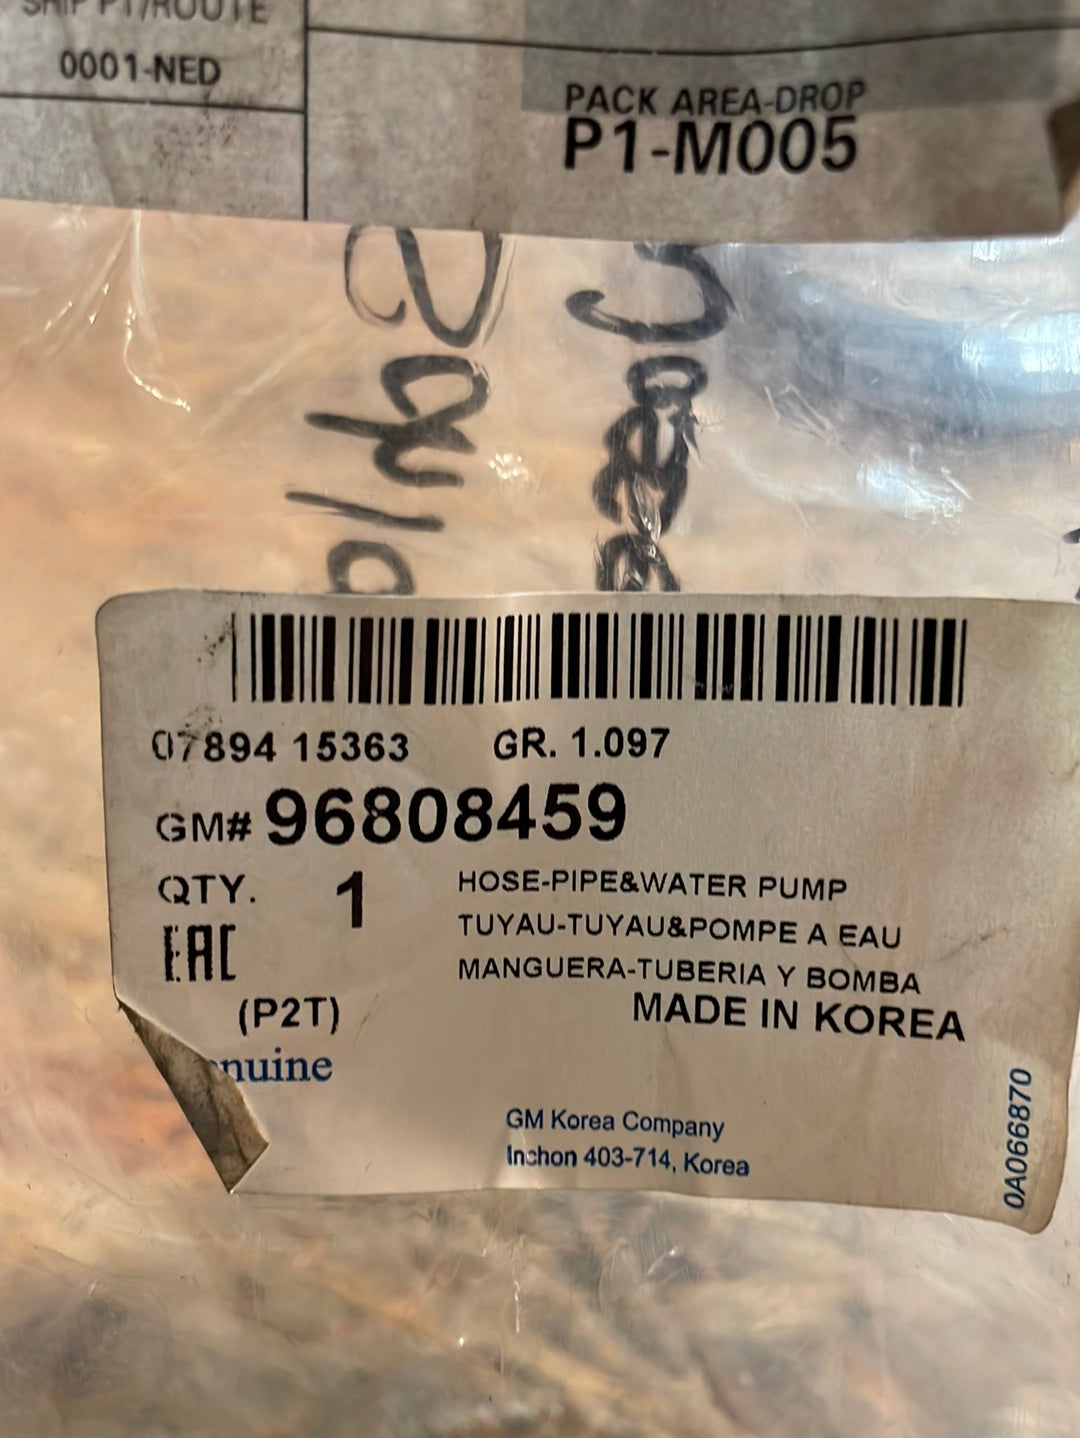 SHIP PT/ROUTE
0001-NED
PACK AREA-DROP
P1-M005
07894 15363 GR. 1.097
GM# 96808459
QTY. 1
HOSE-PIPE&WATER PUMP
TUYAU-TUYAU&POMPE A EAU
MANGUERA-TUBERIA Y BOMBA
EAC
(P2T)
MADE IN KOREA
nuine
GM Korea Company
Inchon 403-714, Korea
0A066870